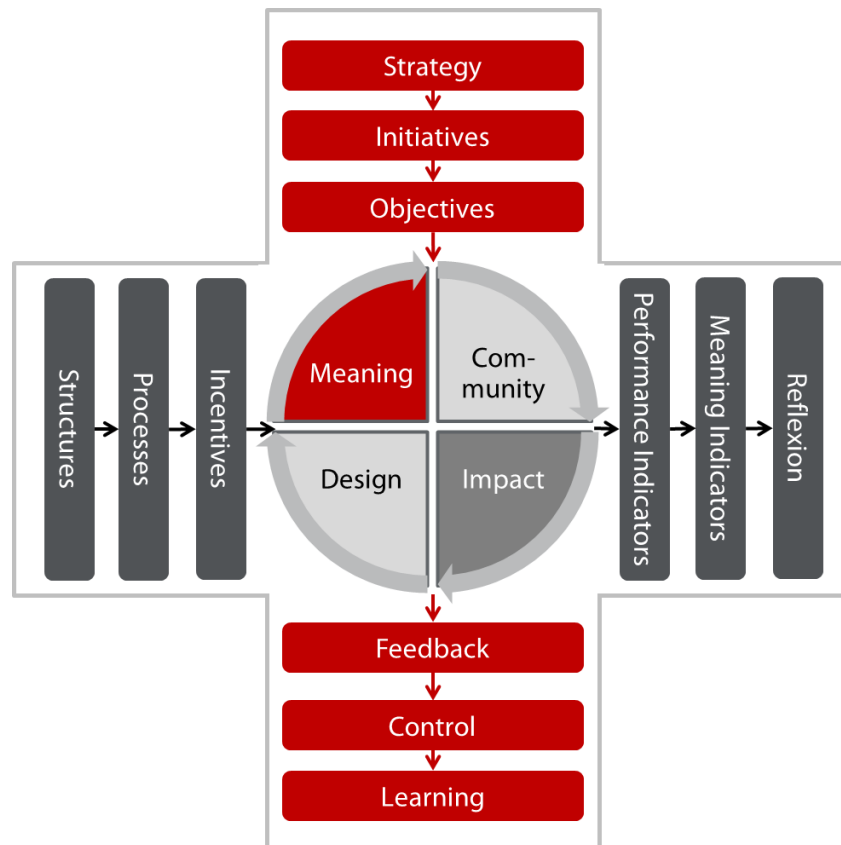 Strategy
Initiatives
Objectives
Structures
Processes
Incentives
Meaning
Com-
munity
Design
Impact
Performance Indicators
Meaning Indicators
Reflexion
Feedback
Control
Learning